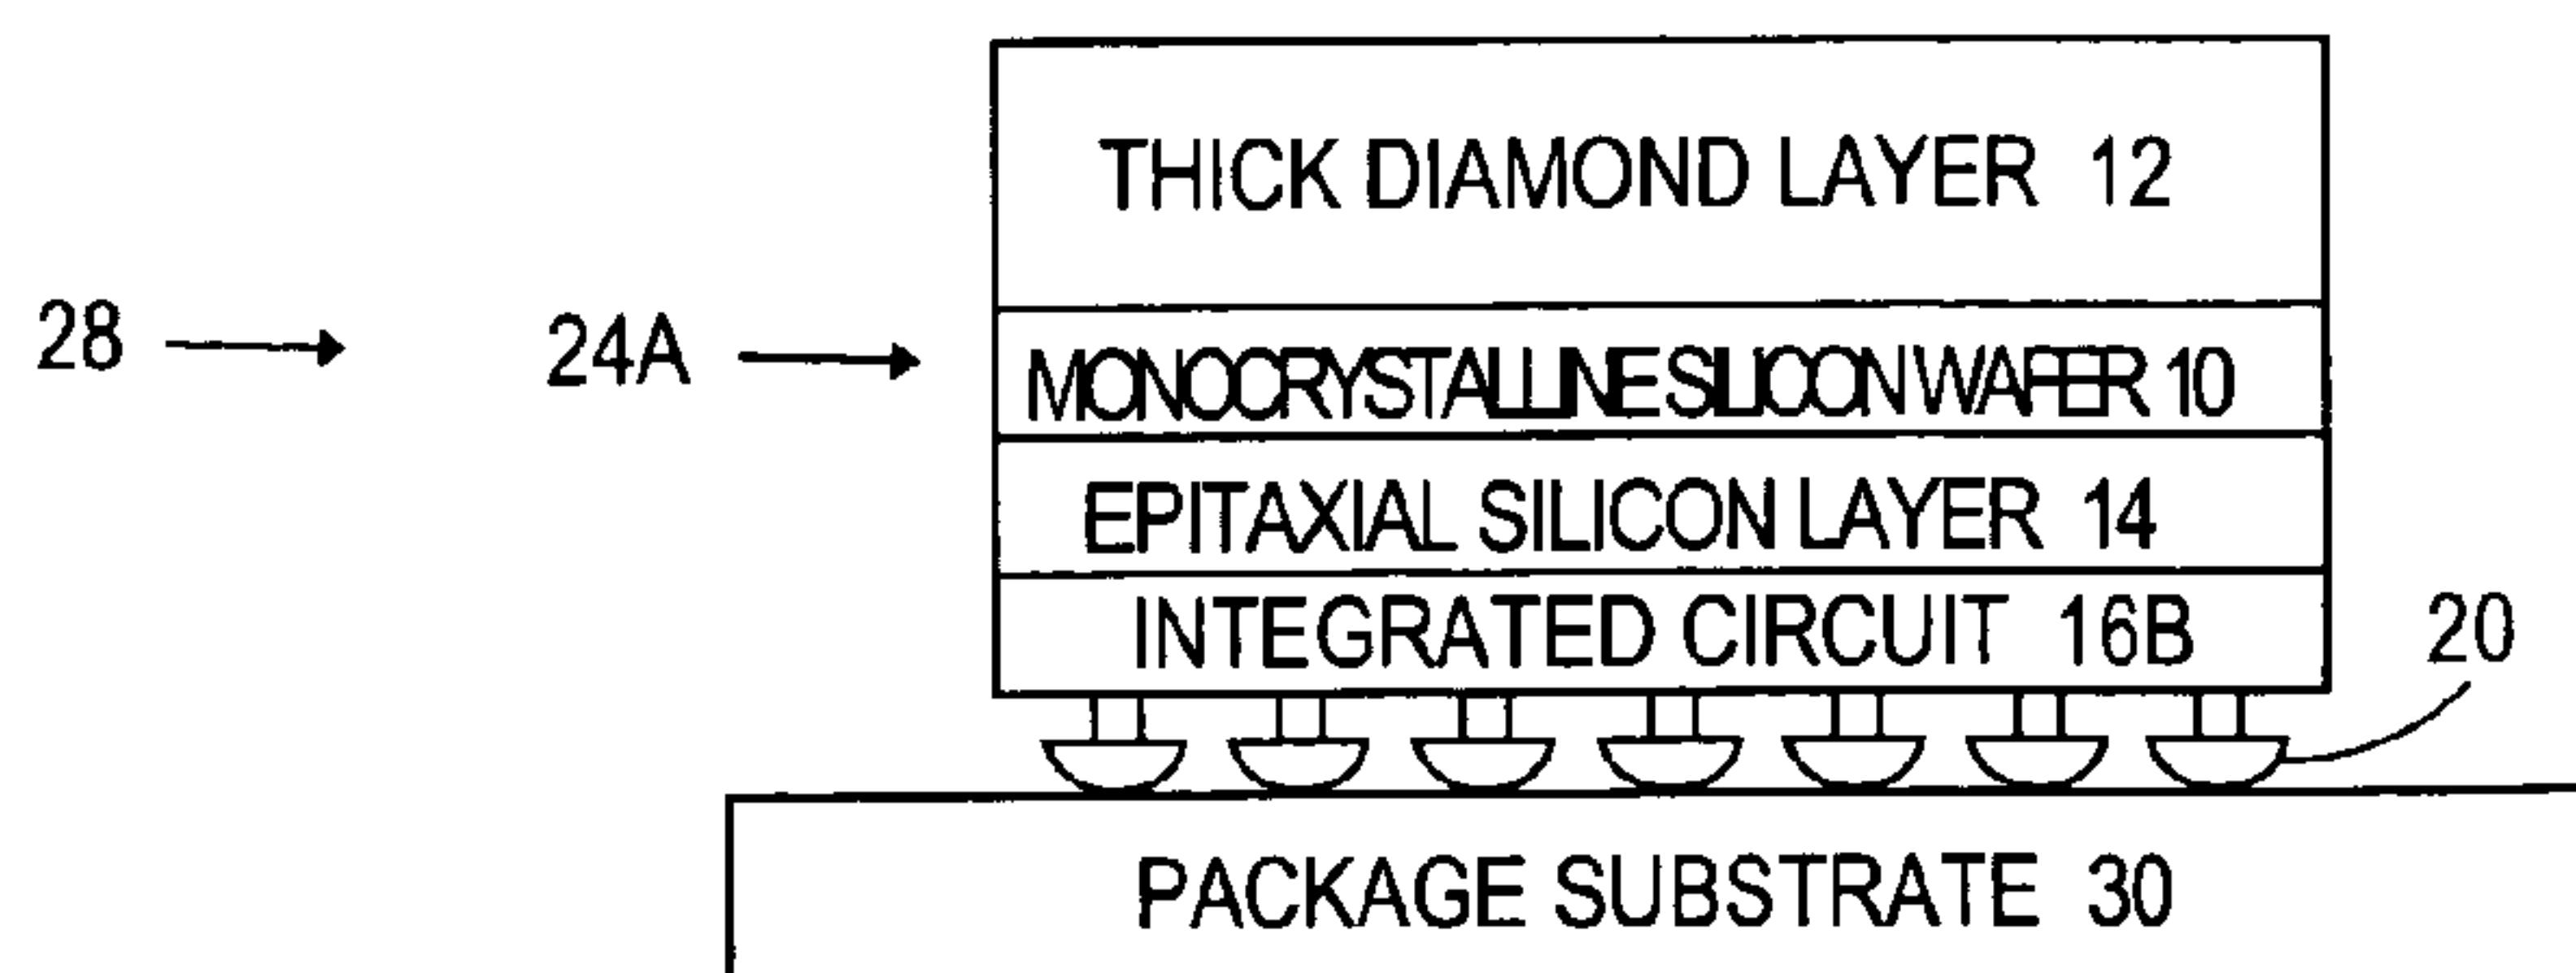 THICK DIAMOND LAYER 12
28
24A
MONOCRYSTALLINE SILICON WAFER 10
EPITAXIAL SILICON LAYER 14
INTEGRATED CIRCUIT 16B
20
PACKAGE SUBSTRATE 30